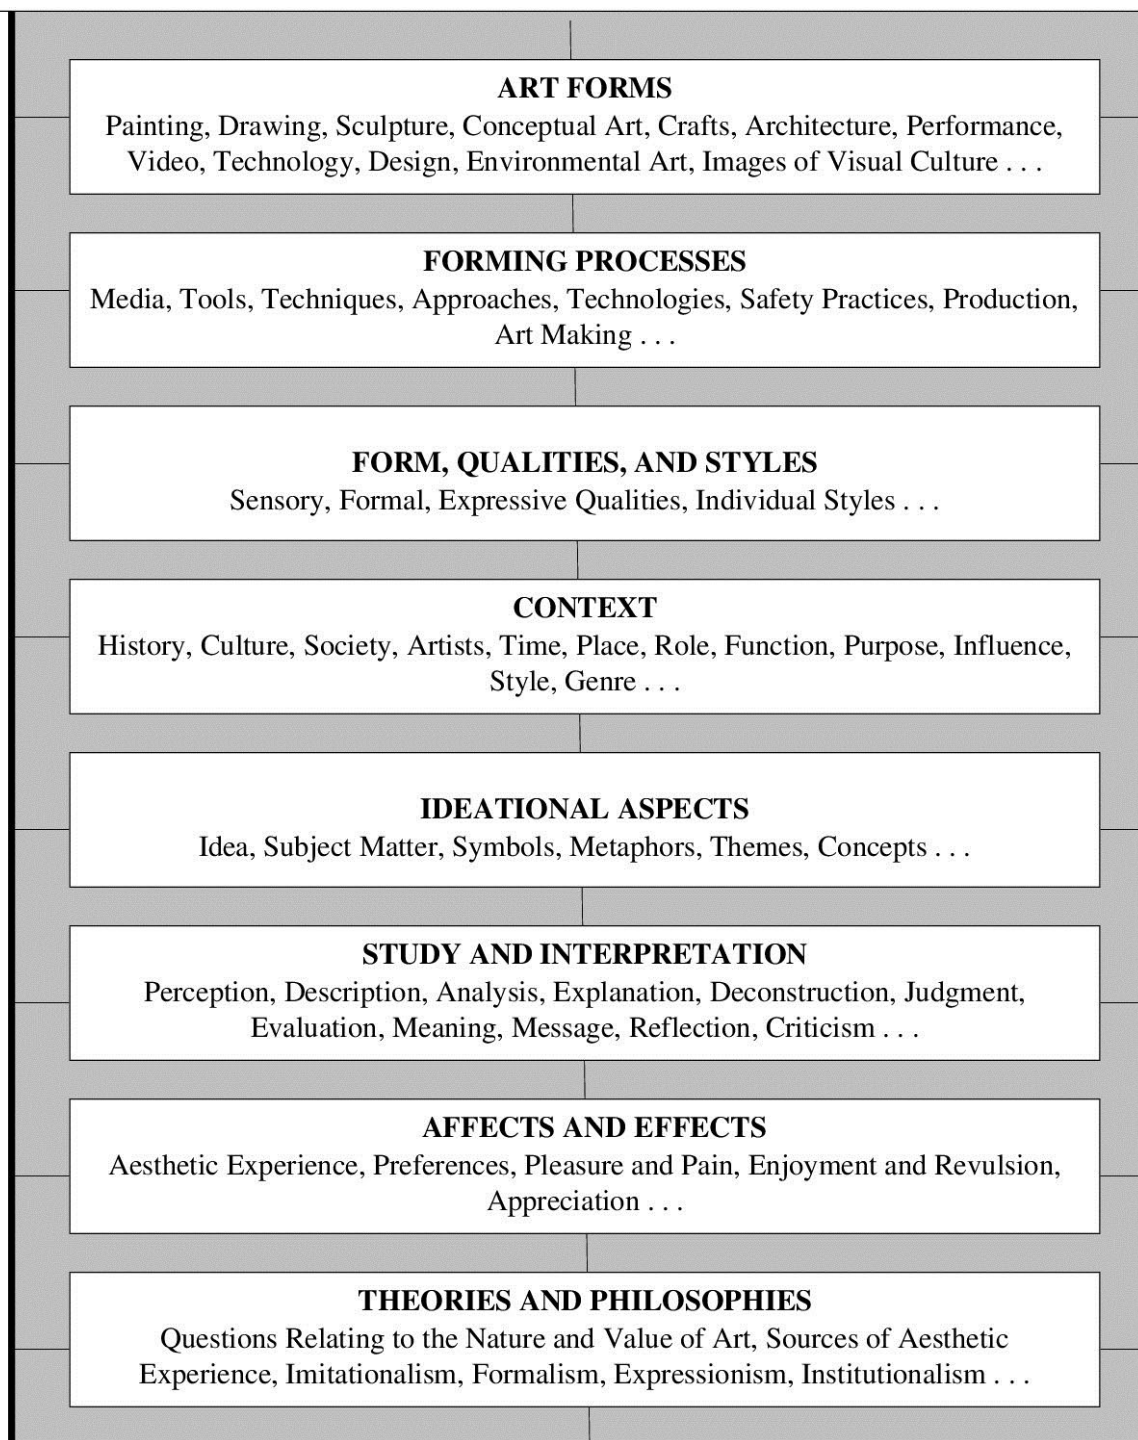 ART FORMS
Painting, Drawing, Sculpture, Conceptual Art, Crafts, Architecture, Performance,
Video, Technology, Design, Environmental Art, Images of Visual Culture . . .
FORMING PROCESSES
Media, Tools, Techniques, Approaches, Technologies, Safety Practices, Production,
Art Making . . .
FORM, QUALITIES, AND STYLES
Sensory, Formal, Expressive Qualities, Individual Styles . . .
CONTEXT
History, Culture, Society, Artists, Time, Place, Role, Function, Purpose, Influence,
Style, Genre . . .
IDEATIONAL ASPECTS
Idea, Subject Matter, Symbols, Metaphors, Themes, Concepts . . .
STUDY AND INTERPRETATION
Perception, Description, Analysis, Explanation, Deconstruction, Judgment,
Evaluation, Meaning, Message, Reflection, Criticism . . .
AFFECTS AND EFFECTS
Aesthetic Experience, Preferences, Pleasure and Pain, Enjoyment and Revulsion,
Appreciation . . .
THEORIES AND PHILOSOPHIES
Questions Relating to the Nature and Value of Art, Sources of Aesthetic
Experience, Imitationalism, Formalism, Expressionism, Institutionalism . . .